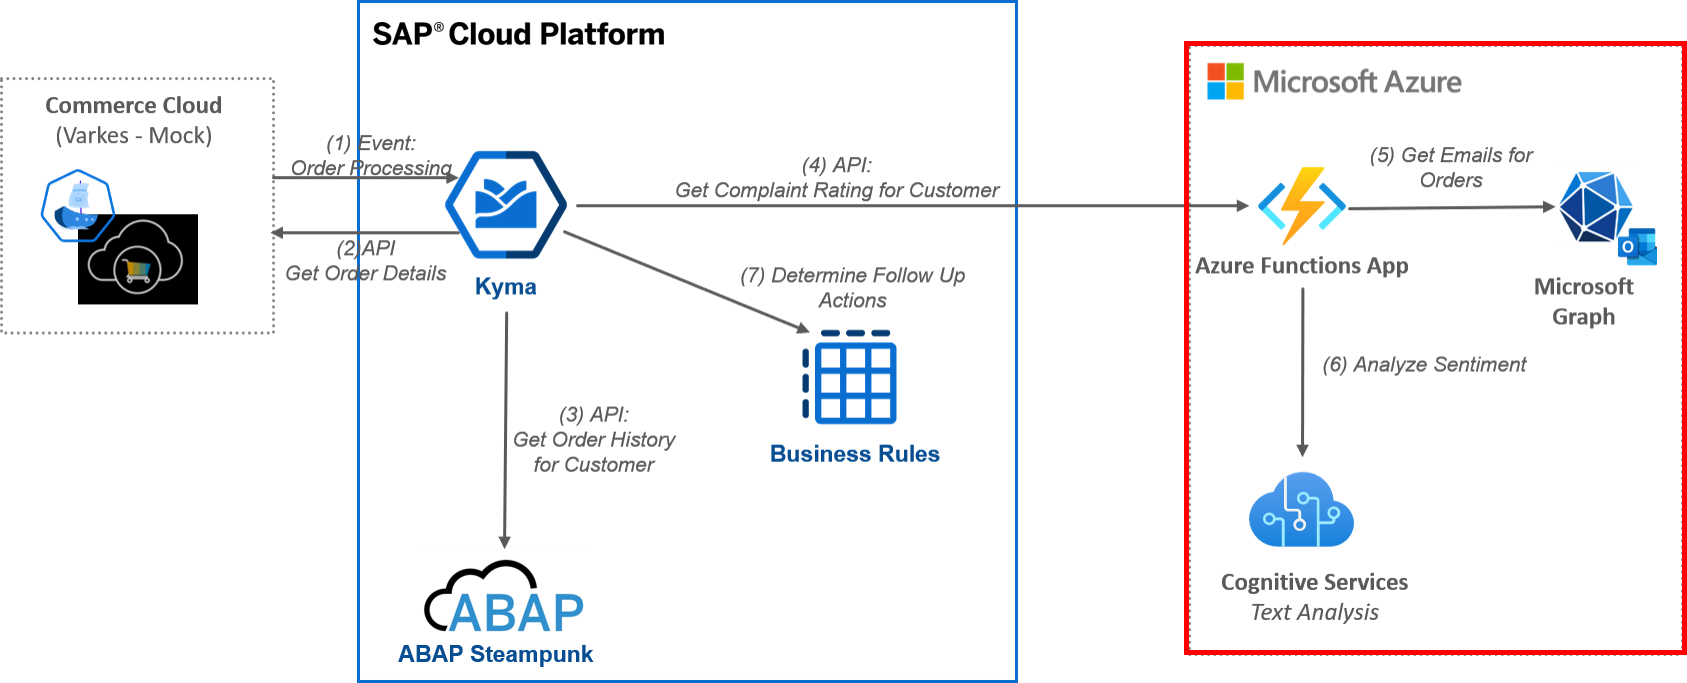 SAP® Cloud Platform
Commerce Cloud
(Varkes - Mock)
(1) Event:
Order Processing
(2) API
Get Order Details
Kyma
(3) API:
Get Order History
for Customer
ABAP
ABAP Steampunk
(4) API:
Get Complaint Rating for Customer
(7) Determine Follow Up
Actions
Business Rules
Microsoft Azure
Azure Functions App
(5) Get Emails for
Orders
Microsoft
Graph
(6) Analyze Sentiment
Cognitive Services
Text Analysis